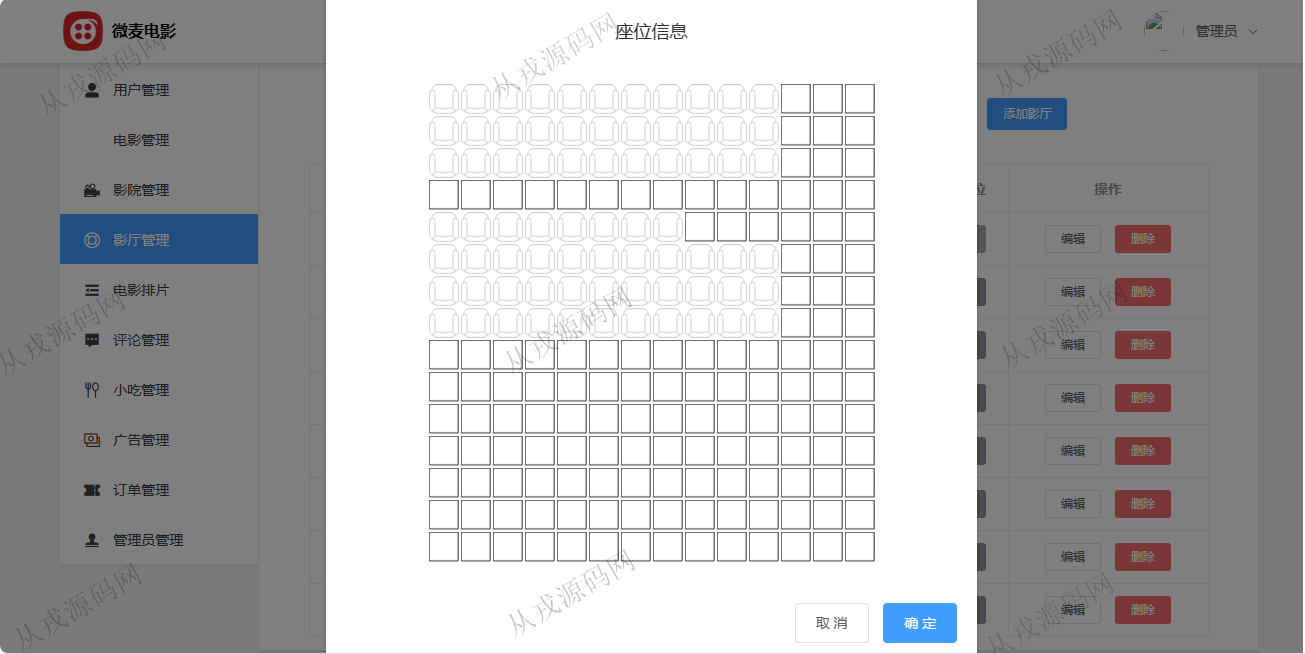 微麦电影
座位信息
管理员
用户管理
电影管理
影院管理
影厅管理
电影排片
评论管理
小吃管理
广告管理
订单管理
管理员管理
添加影厅
位
操作
编辑 删除
编辑 删除
编辑 删除
编辑 删除
编辑 删除
编辑 删除
编辑 删除
编辑 删除
取消
确定
从戎源码网
从戎源码网
从戎源码网
从戎源码网
从戎源码网
从戎源码网
从戎源码网
从戎源码网
从戎源码网